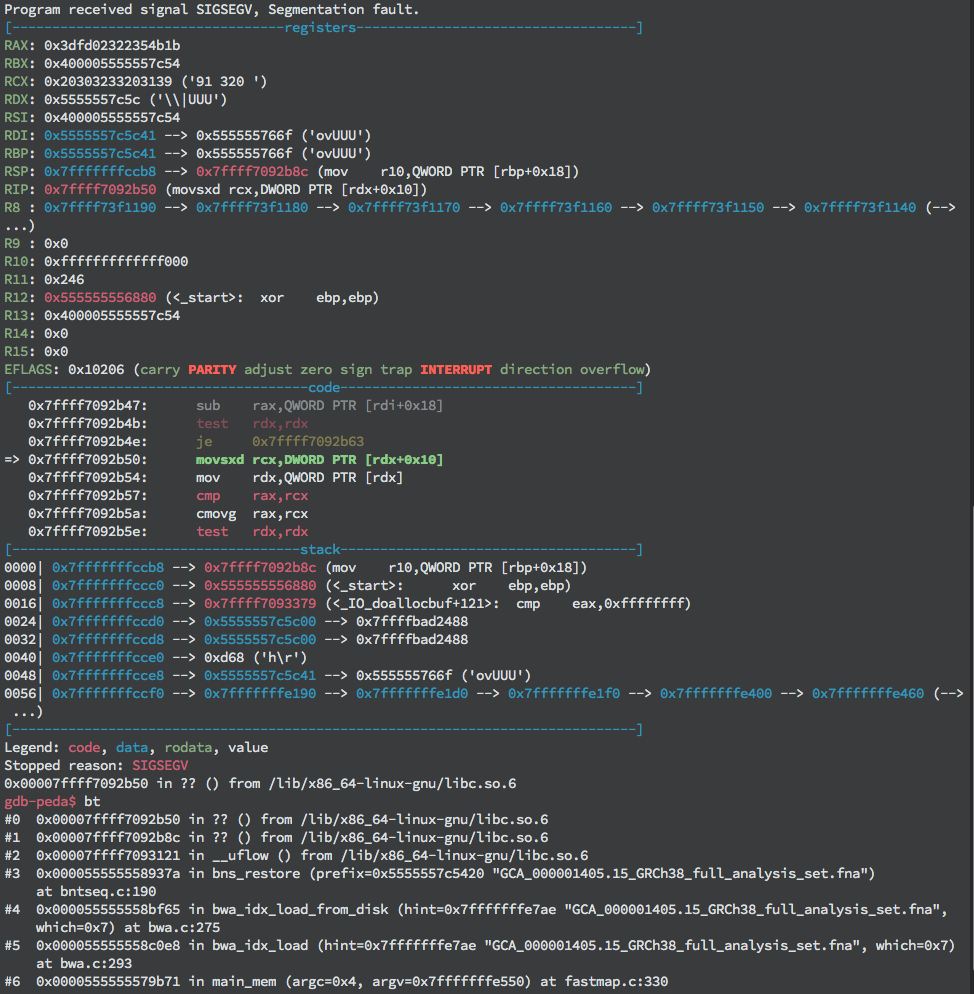 Program received signal SIGSEGV, Segmentation fault.
[----------------------------------registers-----------------------------------]
RAX: 0x3dfd02322354b1b
RBX: 0x400005555557c54
RCX: 0x20303233203139 ('91 320 ')
RDX: 0x5555557c5c ('\\|UUU')
RSI: 0x400005555557c54
RDI: 0x5555557c5c41 --> 0x555555766f ('ovUUU')
RBP: 0x5555557c5c41 --> 0x555555766f ('ovUUU')
RSP: 0x7fffffffccb8 --> 0x7ffff7092b8c (mov    r10,QWORD PTR [rbp+0x18])
RIP: 0x7ffff7092b50 (movsxd rcx,DWORD PTR [rdx+0x10])
R8 : 0x7ffff73f1190 --> 0x7ffff73f1180 --> 0x7ffff73f1170 --> 0x7ffff73f1160 --> 0x7ffff73f1150 --> 0x7ffff73f1140 (-->
...)
R9 : 0x0
R10: 0xfffffffffffff000
R11: 0x246
R12: 0x555555556880 (<_start>:  xor    ebp,ebp)
R13: 0x400005555557c54
R14: 0x0
R15: 0x0
EFLAGS: 0x10206 (carry PARITY adjust zero sign trap INTERRUPT direction overflow)
[-------------------------------------code-------------------------------------]
   0x7ffff7092b47:      sub    rax,QWORD PTR [rdi+0x18]
   0x7ffff7092b4b:      test   rdx,rdx
   0x7ffff7092b4e:      je     0x7ffff7092b63
=> 0x7ffff7092b50:      movsxd rcx,DWORD PTR [rdx+0x10]
   0x7ffff7092b54:      mov    rdx,QWORD PTR [rdx]
   0x7ffff7092b57:      cmp    rax,rcx
   0x7ffff7092b5a:      cmovg  rax,rcx
   0x7ffff7092b5e:      test   rdx,rdx
[------------------------------------stack-------------------------------------]
0000| 0x7fffffffccb8 --> 0x7ffff7092b8c (mov    r10,QWORD PTR [rbp+0x18])
0008| 0x7fffffffccc0 --> 0x555555556880 (<_start>:      xor    ebp,ebp)
0016| 0x7fffffffccc8 --> 0x7ffff7093379 (<_IO_doallocbuf+121>:  cmp    eax,0xffffffff)
0024| 0x7fffffffccd0 --> 0x5555557c5c00 --> 0x7ffffbad2488
0032| 0x7fffffffccd8 --> 0x5555557c5c00 --> 0x7ffffbad2488
0040| 0x7fffffffcce0 --> 0xd68 ('h\r')
0048| 0x7fffffffcce8 --> 0x5555557c5c41 --> 0x555555766f ('ovUUU')
0056| 0x7fffffffccf0 --> 0x7fffffffe190 --> 0x7fffffffe1d0 --> 0x7fffffffe1f0 --> 0x7fffffffe400 --> 0x7fffffffe460 (-->
 ...)
[------------------------------------------------------------------------------]
Legend: code, data, rodata, value
Stopped reason: SIGSEGV
0x00007ffff7092b50 in ?? () from /lib/x86_64-linux-gnu/libc.so.6
gdb-peda$ bt
#0  0x00007ffff7092b50 in ?? () from /lib/x86_64-linux-gnu/libc.so.6
#1  0x00007ffff7092b8c in ?? () from /lib/x86_64-linux-gnu/libc.so.6
#2  0x00007ffff7093121 in __uflow () from /lib/x86_64-linux-gnu/libc.so.6
#3  0x000055555558937a in bns_restore (prefix=0x5555557c5420 "GCA_000001405.15_GRCh38_full_analysis_set.fna")
    at bntseq.c:190
#4  0x000055555558bf65 in bwa_idx_load_from_disk (hint=0x7fffffffe7ae "GCA_000001405.15_GRCh38_full_analysis_set.fna",
    which=0x7) at bwa.c:275
#5  0x000055555558c0e8 in bwa_idx_load (hint=0x7fffffffe7ae "GCA_000001405.15_GRCh38_full_analysis_set.fna", which=0x7)
    at bwa.c:293
#6  0x0000555555579b71 in main_mem (argc=0x4, argv=0x7fffffffe550) at fastmap.c:330